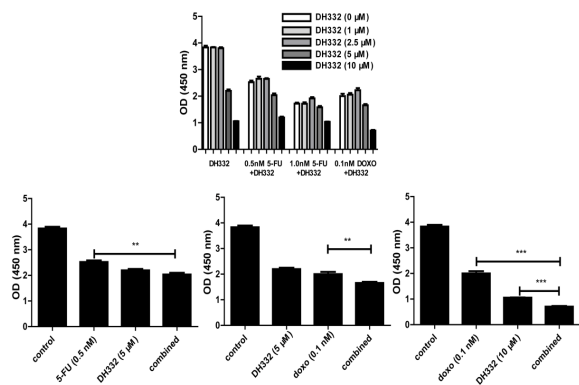 DH332 (0 µM)
DH332 (1 µM)
DH332 (2.5 µM)
DH332 (5 µM)
DH332 (10 µM)
OD (450 nm)
5
4
3
2
1
0
DH332
0.5nM 5-FU
+DH332
1.0nM 5-FU
+DH332
0.1nM DOXO
+DH332
OD (450 nm)
5
4
3
2
1
0
**
control
5-FU (0.5 nM)
DH332 (5 µM)
combined
OD (450 nm)
5
4
3
2
1
0
**
control
DH332 (5 µM)
doxo (0.1 nM)
combined
OD (450 nm)
5
4
3
2
1
0
***
***
control
doxo (0.1 nM)
DH332 (10 µM)
combined